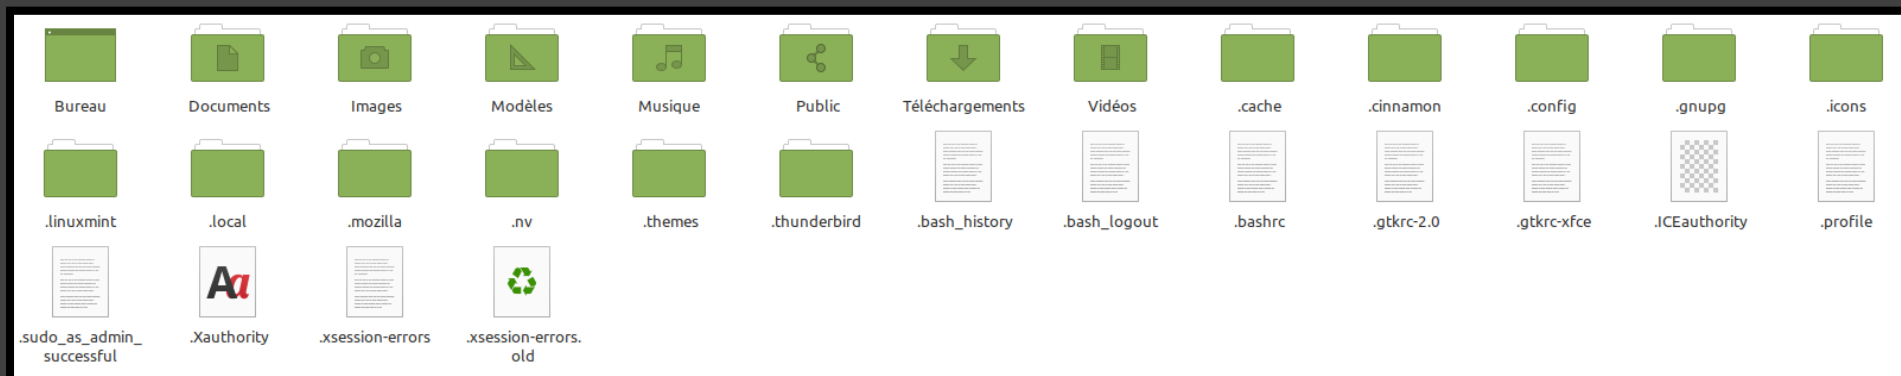 Bureau
Documents
Images
Modèles
Musique
Public
Téléchargements
Vidéos
.cache
.cinnamon
.config
.gnupg
.icons
.linuxmint
.local
.mozilla
.nv
.themes
.thunderbird
.bash_history
.bash_logout
.bashrc
.gtkrc-2.0
.gtkrc-xfce
.ICEauthority
.profile
.sudo_as_admin_
successful
Aa
.Xauthority
.xsession-errors
.xsession-errors.
old